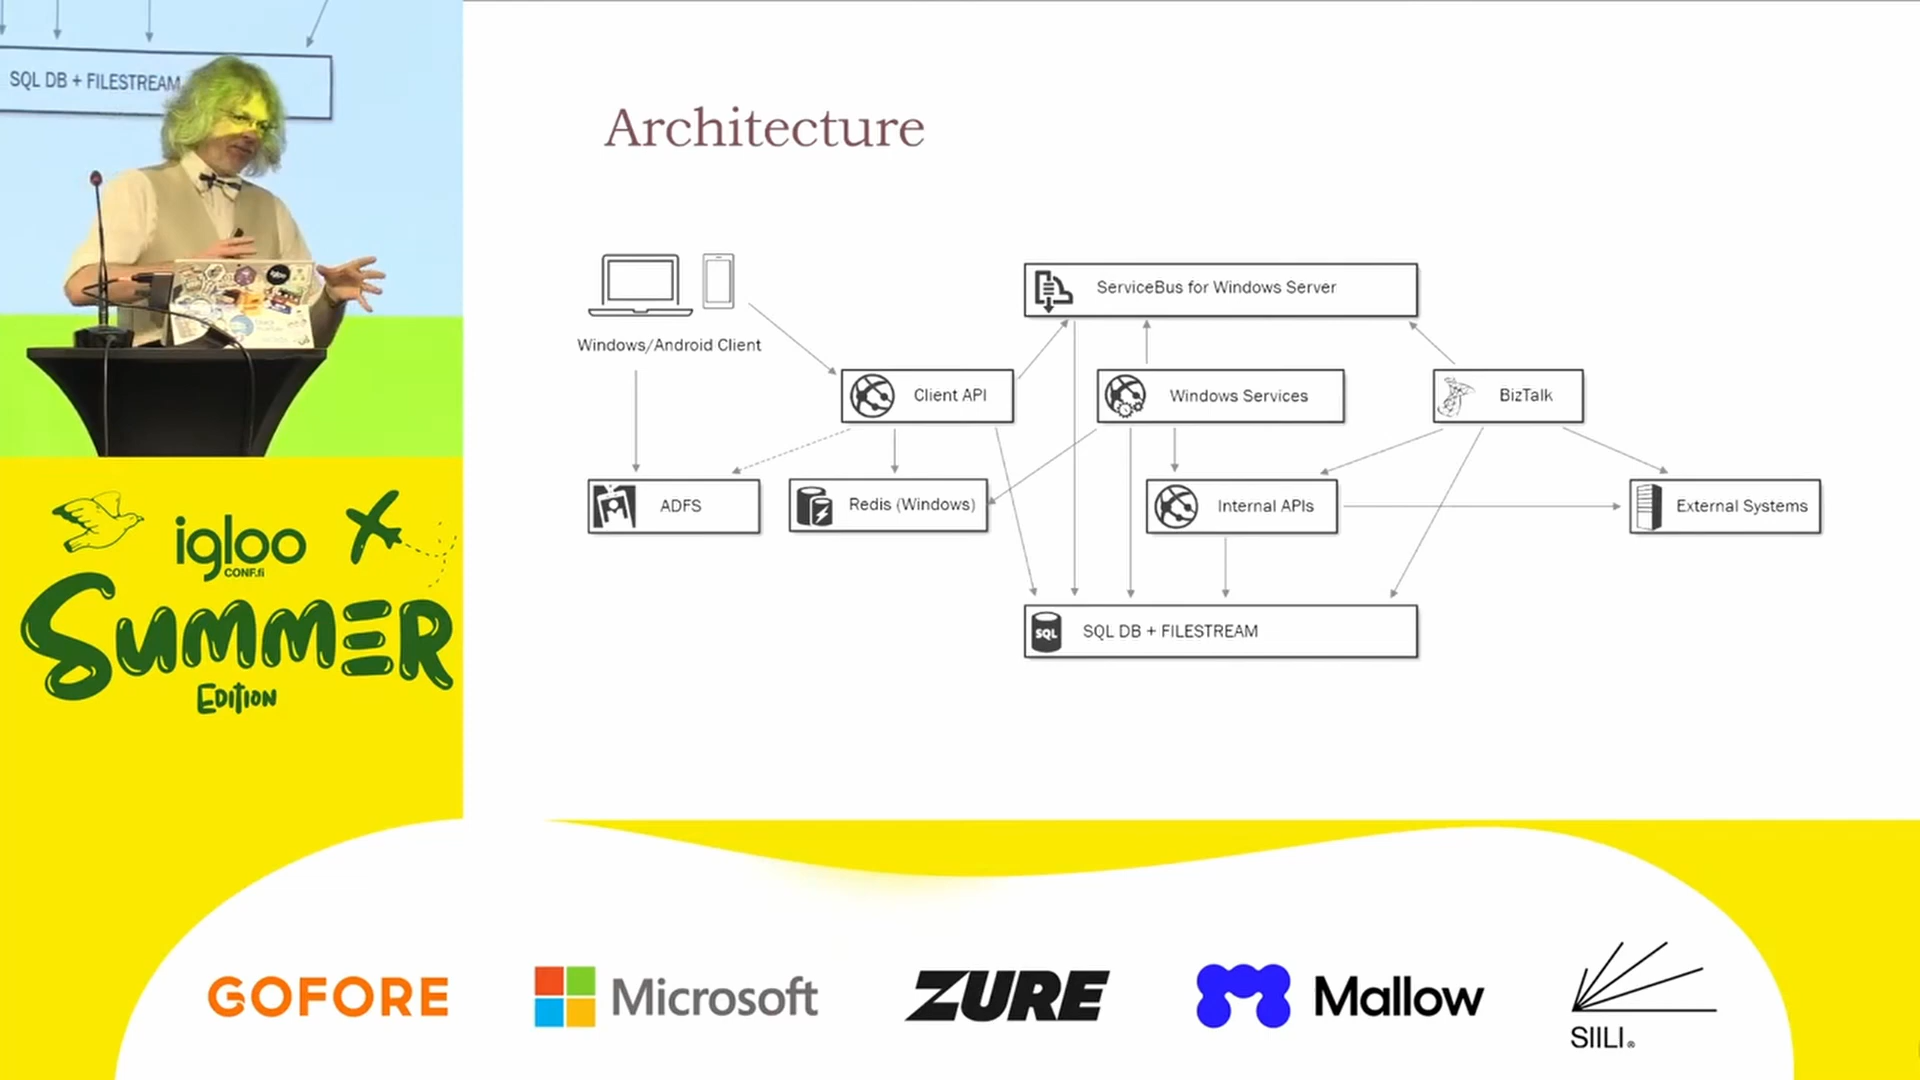 SQL DB + FILESTREAM
igloo
CONF.fi
SUMMER
EDITION
Architecture
Windows/Android Client
ServiceBus for Windows Server
Client API
Windows Services
BizTalk
ADFS
Redis (Windows)
Internal APIs
External Systems
SQL
SQL DB + FILESTREAM
GOFORE
Microsoft
ZURE
Mallow
SIILI®